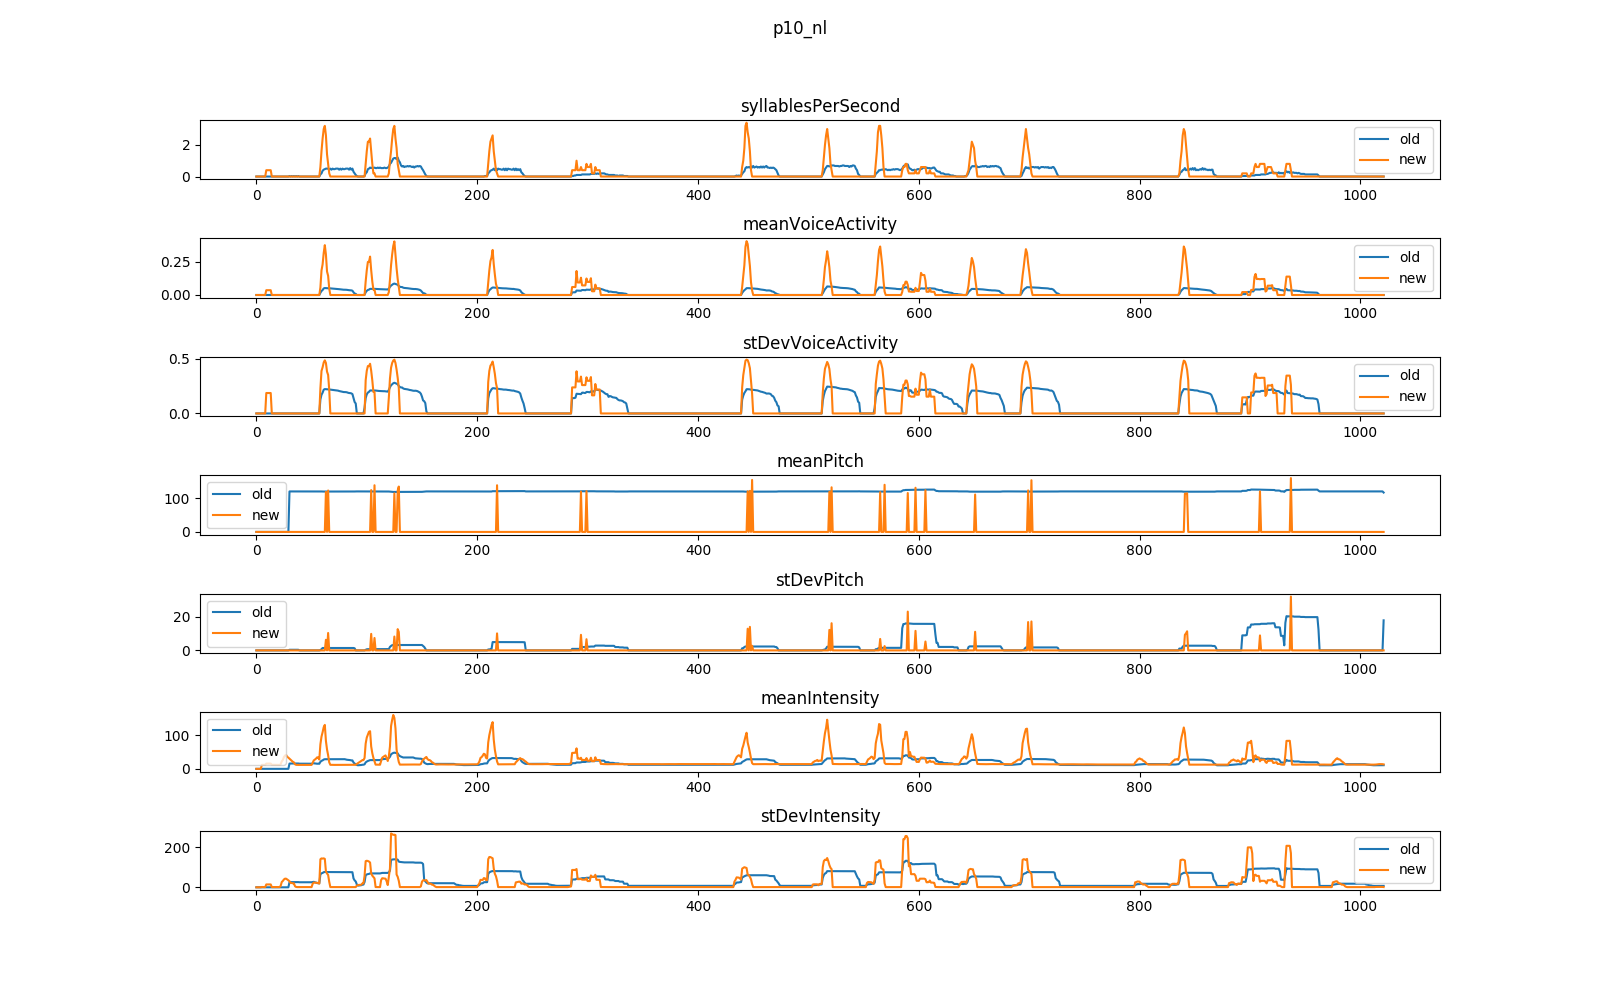 p10_nl
syllablesPerSecond
2
0
old
new
0 200 400 600 800 1000
meanVoiceActivity
0.25
0.00
old
new
0 200 400 600 800 1000
stDevVoiceActivity
0.5
0.0
old
new
0 200 400 600 800 1000
meanPitch
100
0
old
new
0 200 400 600 800 1000
stDevPitch
20
0
old
new
0 200 400 600 800 1000
meanIntensity
100
0
old
new
0 200 400 600 800 1000
stDevIntensity
200
0
old
new
0 200 400 600 800 1000